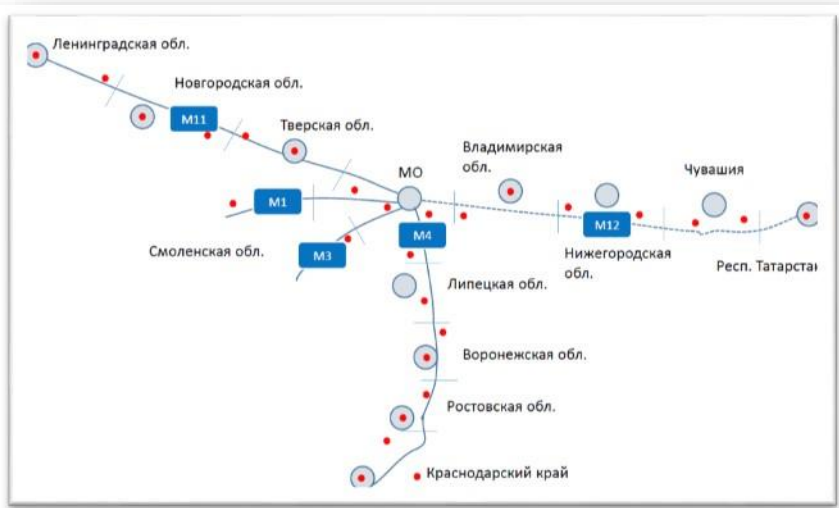 Ленинградская обл.
Новгородская обл.
М11
Тверская обл.
МО
Владимирская
обл.
Чувашия
М1
М4
М12
Смоленская обл.
М3
Нижегородская
обл.
Респ. Татарстан
Липецкая обл.
Воронежская обл.
Ростовская обл.
Краснодарский край